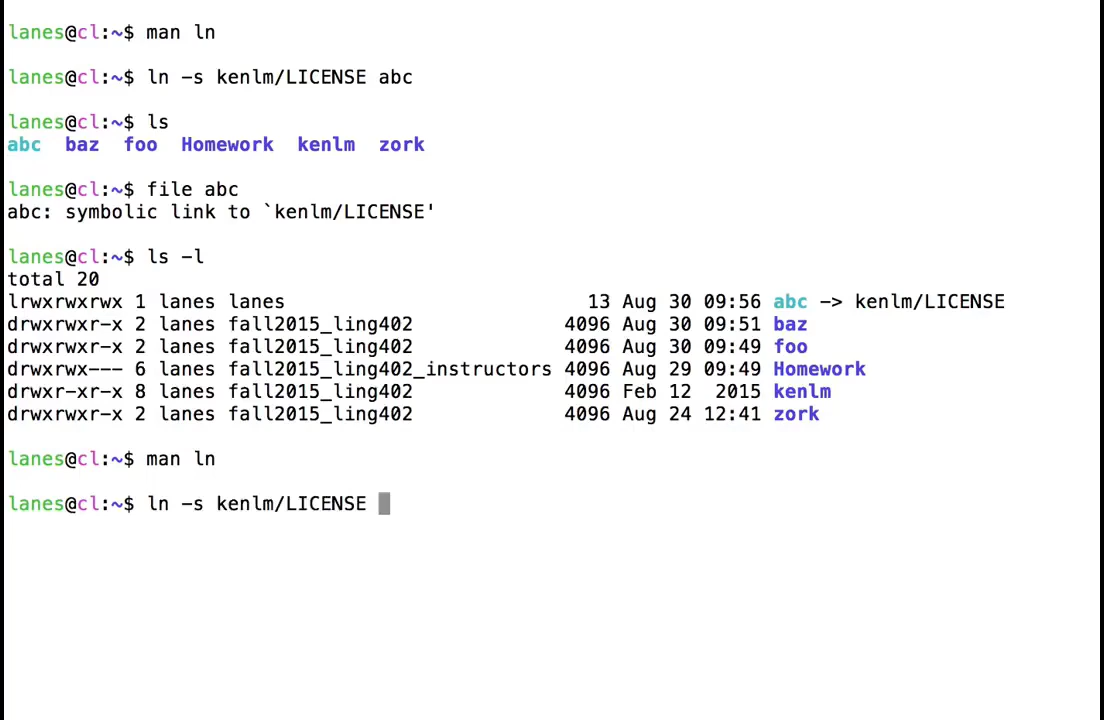 lanes@cl:~$ man ln
lanes@cl:~$ ln -s kenlm/LICENSE abc
lanes@cl:~$ ls
abc  baz  foo  Homework  kenlm  zork
lanes@cl:~$ file abc
abc: symbolic link to `kenlm/LICENSE'
lanes@cl:~$ ls -l
total 20
lrwxrwxrwx 1 lanes lanes                          13 Aug 30 09:56 abc -> kenlm/LICENSE
drwxrwxr-x 2 lanes fall2015_ling402             4096 Aug 30 09:51 baz
drwxrwxr-x 2 lanes fall2015_ling402             4096 Aug 30 09:49 foo
drwxrwx--- 6 lanes fall2015_ling402_instructors 4096 Aug 29 09:49 Homework
drwxr-xr-x 8 lanes fall2015_ling402             4096 Feb 12  2015 kenlm
drwxrwxr-x 2 lanes fall2015_ling402             4096 Aug 24 12:41 zork
lanes@cl:~$ man ln
lanes@cl:~$ ln -s kenlm/LICENSE